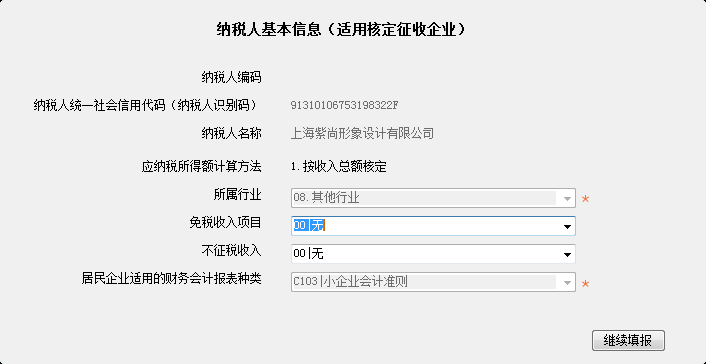 纳税人基本信息（适用核定征收企业）
纳税人编码
纳税人统一社会信用代码（纳税人识别码） 91310106753198322F
纳税人名称 上海紫尚形象设计有限公司
应纳税所得额计算方法 1.按收入总额核定
所属行业 08.其他行业 *
免税收入项目 00|无
不征税收入 00|无
居民企业适用的财务会计报表种类 C103|小企业会计准则 *
继续填报